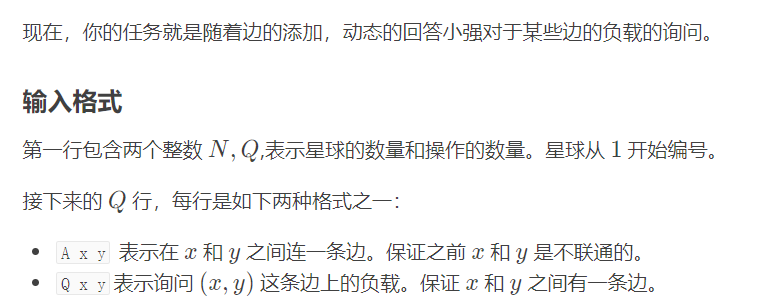 现在，你的任务就是随着边的添加，动态的回答小强对于某些边的负载的询问。
输入格式
第一行包含两个整数 N, Q,表示星球的数量和操作的数量。星球从 1 开始编号。
接下来的 Q 行，每行是如下两种格式之一：
• A x y 表示在 x 和 y 之间连一条边。保证之前 x 和 y 是不联通的。
• Q x y 表示询问 (x, y) 这条边上的负载。保证 x 和 y 之间有一条边。